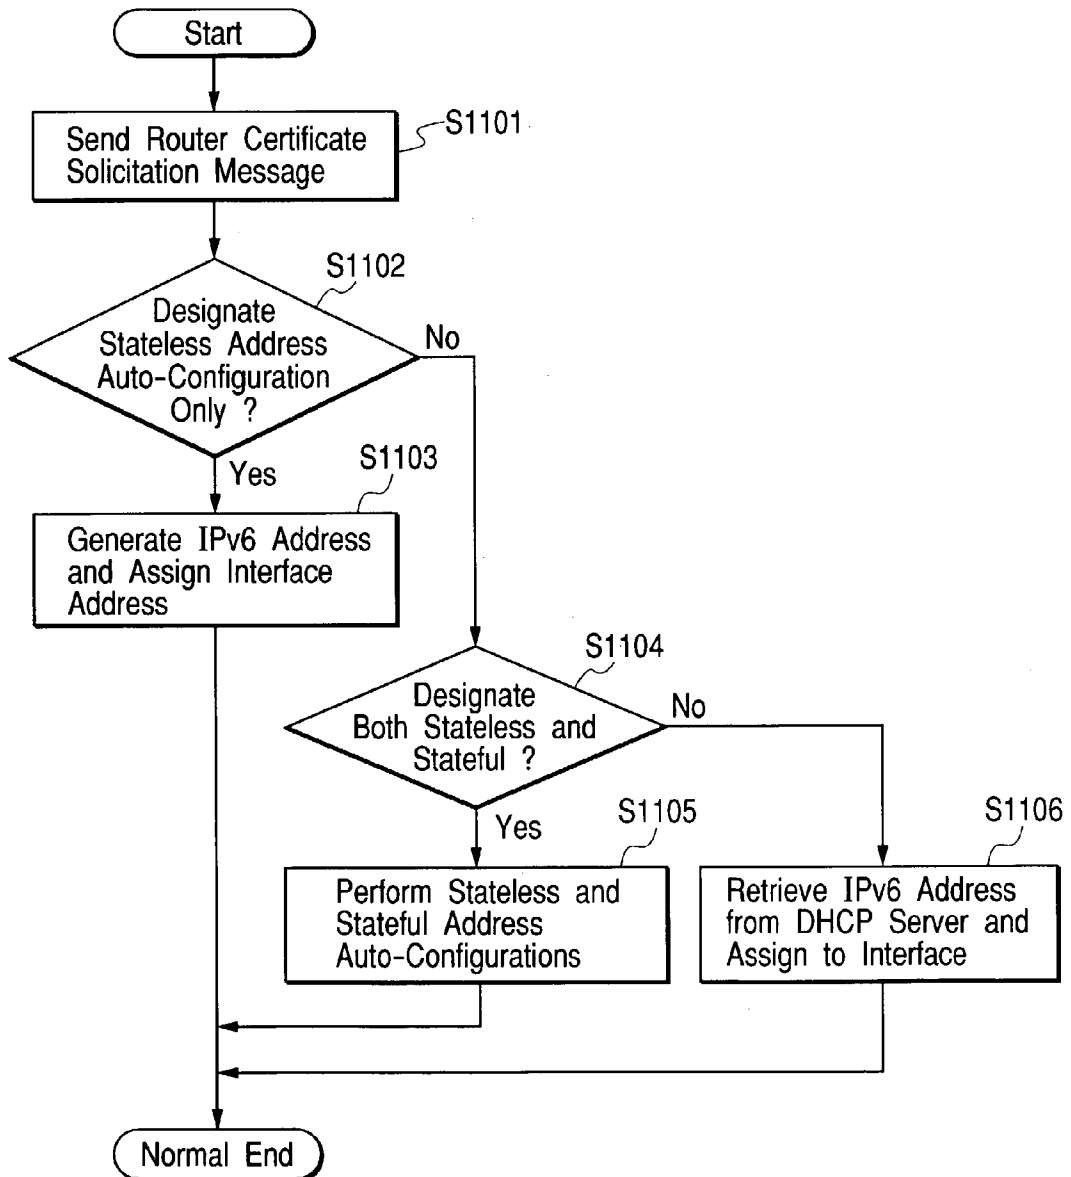 Start
Send Router Certificate
Solicitation Message
S1101
S1102
Designate
Stateless Address
Auto-Configuration
Only ?
No
Yes
S1103
Generate IPv6 Address
and Assign Interface
Address
S1104
Designate
Both Stateless and
Stateful ?
No
Yes
S1105
Perform Stateless and
Stateful Address
Auto-Configurations
S1106
Retrieve IPv6 Address
from DHCP Server and
Assign to Interface
Normal End